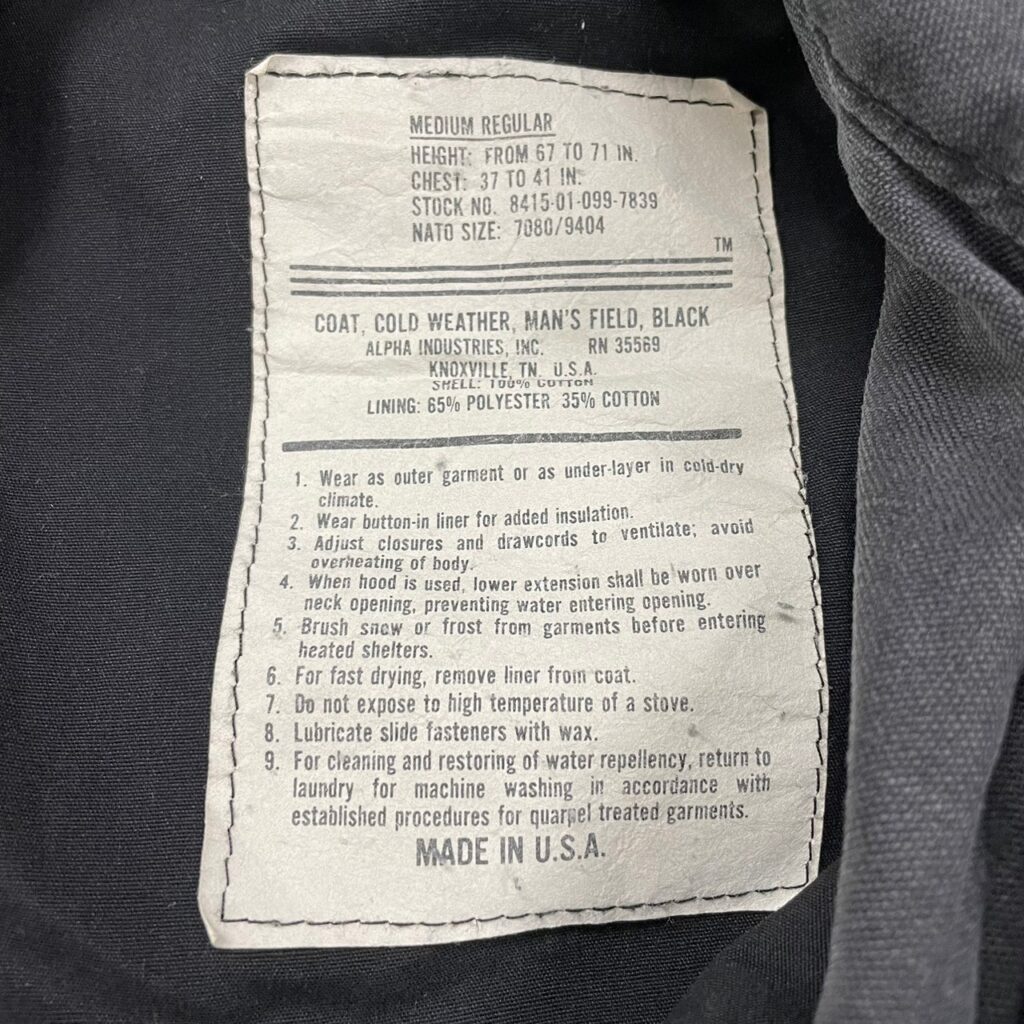 MEDIUM REGULAR
HEIGHT: FROM 67 TO 71 IN.
CHEST: 37 TO 41 IN.
STOCK NO. 8415-01-099-7839
NATO SIZE: 7080/9404
TM
COAT, COLD WEATHER, MAN'S FIELD, BLACK
ALPHA INDUSTRIES, INC. RN 35569
KNOXVILLE, TN. U.S.A.
SHELL: 100% COTTON
LINING: 65% POLYESTER 35% COTTON
1. Wear as outer garment or as under-layer in cold-dry
climate.
2. Wear button-in liner for added insulation.
3. Adjust closures and drawcords to ventilate; avoid
overheating of body.
4. When hood is used, lower extension shall be worn over
neck opening, preventing water entering opening.
5. Brush snow or frost from garments before entering
heated shelters.
6. For fast drying, remove liner from coat.
7. Do not expose to high temperature of a stove.
8. Lubricate slide fasteners with wax.
9. For cleaning and restoring of water repellency, return to
laundry for machine washing in accordance with
established procedures for quarpel treated garments.
MADE IN U.S.A.